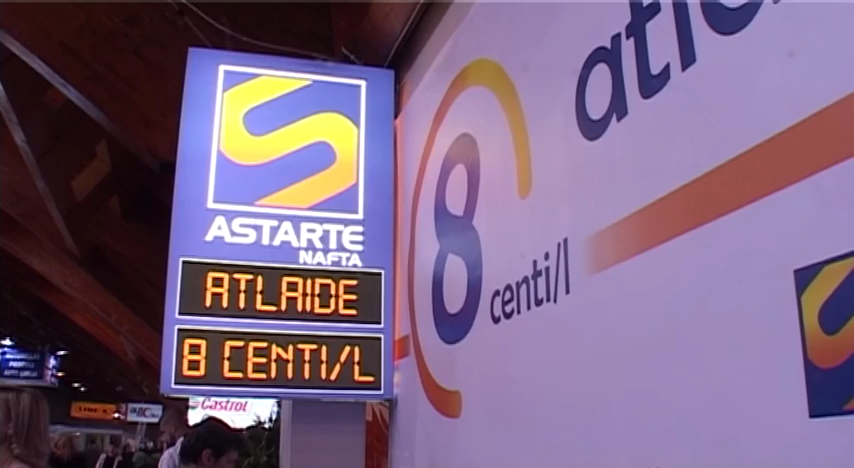 ASTARTE
NAFTA
ATLAIDE
8 CENTI/L
8 centi/l
Castrol